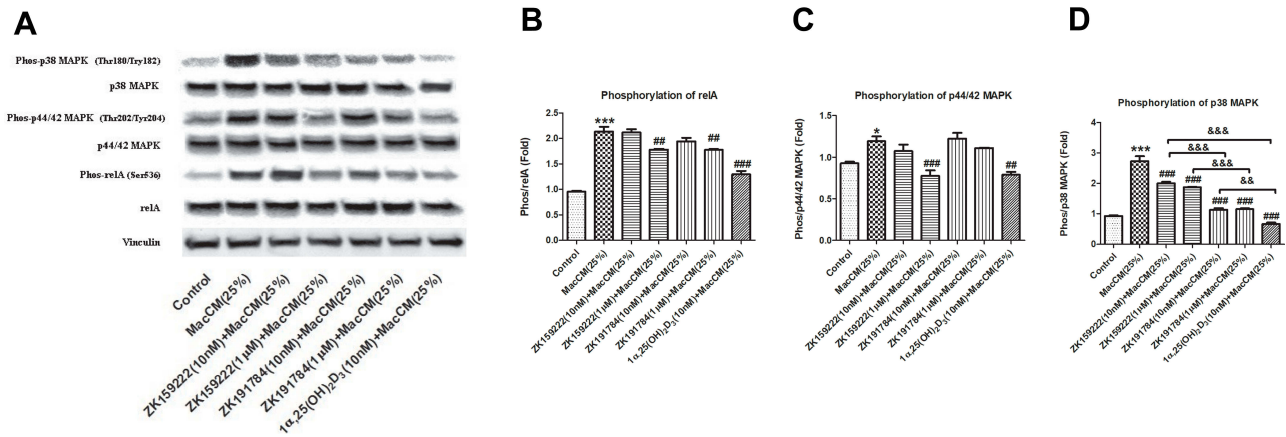 A
Phos-p38 MAPK (Thr180/Try182)
p38 MAPK
Phos-p44/42 MAPK (Thr202/Tyr204)
p44/42 MAPK
Phos-relA (Ser536)
relA
Vinculin
Control
MacCM(25%)
ZK159222(10nM)+MacCM(25%)
ZK159222(1 µM)+MacCM(25%)
ZK191784(10nM)+MacCM(25%)
ZK191784(1 µM)+MacCM(25%)
1α,25(OH)₂D₃(10nM)+MacCM(25%)
B
Phosphorylation of relA
Phos/relA (Fold)
2.5
2.0
1.5
1.0
0.5
0.0
***
##
##
###
Control
MacCM(25%)
ZK159222(10nM)+MacCM(25%)
ZK159222(1 µM)+MacCM(25%)
ZK191784(10nM)+MacCM(25%)
ZK191784(1 µM)+MacCM(25%)
1α,25(OH)₂D₃(10nM)+MacCM(25%)
C
Phosphorylation of p44/42 MAPK
Phos/p44/42 MAPK (Fold)
1.5
1.0
0.5
0.0
*
###
##
Control
MacCM(25%)
ZK159222(10nM)+MacCM(25%)
ZK159222(1µM)+MacCM(25%)
ZK191784(10nM)+MacCM(25%)
ZK191784(1µM)+MacCM(25%)
1α,25(OH)₂D₃(10nM)+MacCM(25%)
D
Phosphorylation of p38 MAPK
Phos/p38 MAPK (Fold)
4
3
2
1
0
&&&
&&&
&&&
&&
***
###
###
###
###
###
Control
MacCM(25%)
ZK159222(10nM)+MacCM(25%)
ZK159222(1µM)+MacCM(25%)
ZK191784(10nM)+MacCM(25%)
ZK191784(1µM)+MacCM(25%)
1α,25(OH)₂D₃(10nM)+MacCM(25%)